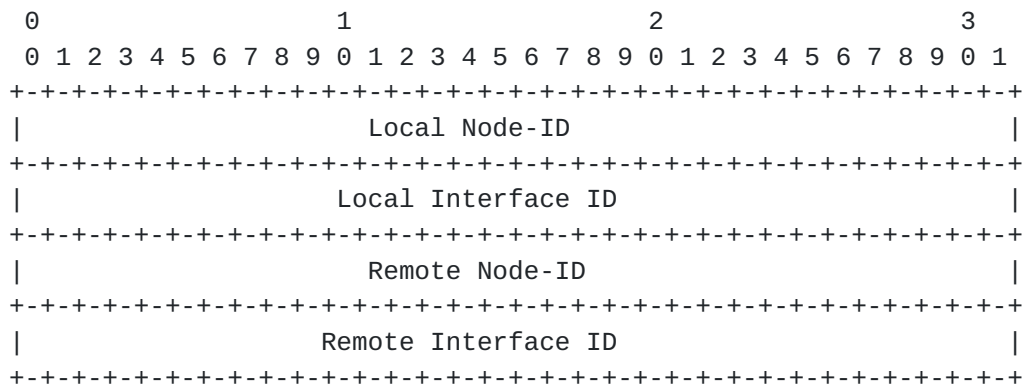 0                   1                   2                   3
 0 1 2 3 4 5 6 7 8 9 0 1 2 3 4 5 6 7 8 9 0 1 2 3 4 5 6 7 8 9 0 1
+-+-+-+-+-+-+-+-+-+-+-+-+-+-+-+-+-+-+-+-+-+-+-+-+-+-+-+-+-+-+-+-+
|                      Local Node-ID                            |
+-+-+-+-+-+-+-+-+-+-+-+-+-+-+-+-+-+-+-+-+-+-+-+-+-+-+-+-+-+-+-+-+
|                    Local Interface ID                         |
+-+-+-+-+-+-+-+-+-+-+-+-+-+-+-+-+-+-+-+-+-+-+-+-+-+-+-+-+-+-+-+-+
|                      Remote Node-ID                           |
+-+-+-+-+-+-+-+-+-+-+-+-+-+-+-+-+-+-+-+-+-+-+-+-+-+-+-+-+-+-+-+-+
|                   Remote Interface ID                         |
+-+-+-+-+-+-+-+-+-+-+-+-+-+-+-+-+-+-+-+-+-+-+-+-+-+-+-+-+-+-+-+-+